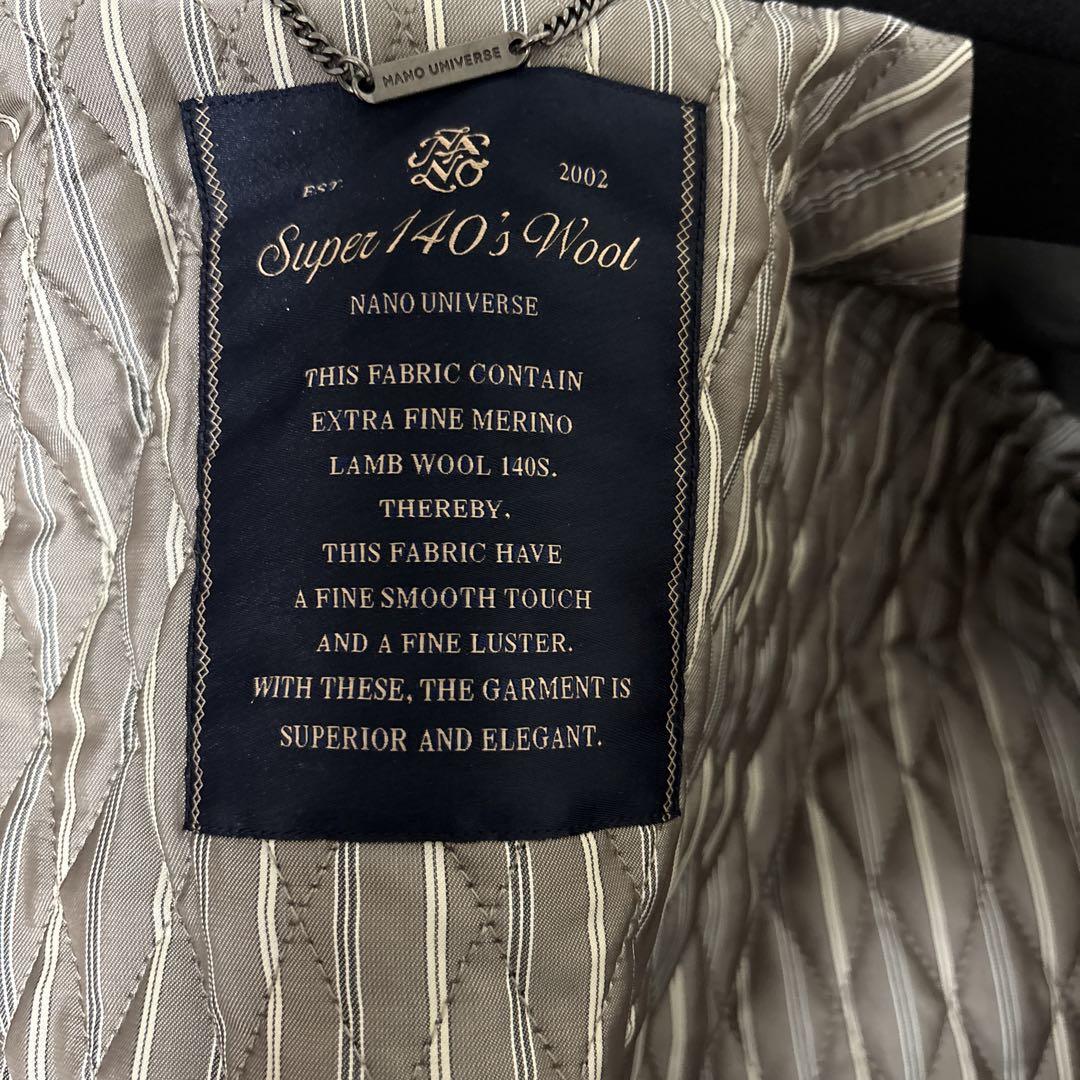 NANO UNIVERSE
NANO
EST. 2002
Super 140's Wool
NANO UNIVERSE
THIS FABRIC CONTAIN
EXTRA FINE MERINO
LAMB WOOL 140S.
THEREBY,
THIS FABRIC HAVE
A FINE SMOOTH TOUCH
AND A FINE LUSTER.
WITH THESE, THE GARMENT IS
SUPERIOR AND ELEGANT.